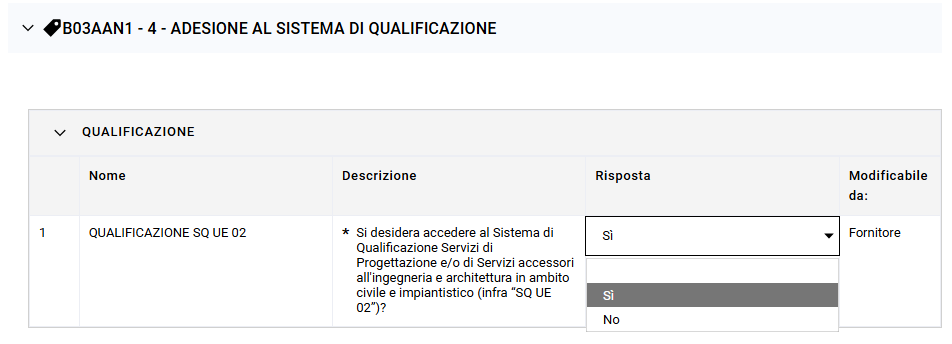 B03AAN1 - 4 - ADESIONE AL SISTEMA DI QUALIFICAZIONE
QUALIFICAZIONE
Nome
Descrizione
Risposta
Modificabile
da:
1
QUALIFICAZIONE SQ UE 02
* Si desidera accedere al Sistema di
Qualificazione Servizi di
Progettazione e/o di Servizi accessori
all'ingegneria e architettura in ambito
civile e impiantistico (infra “SQ UE
02”)?
Sì
Fornitore
Sì
No